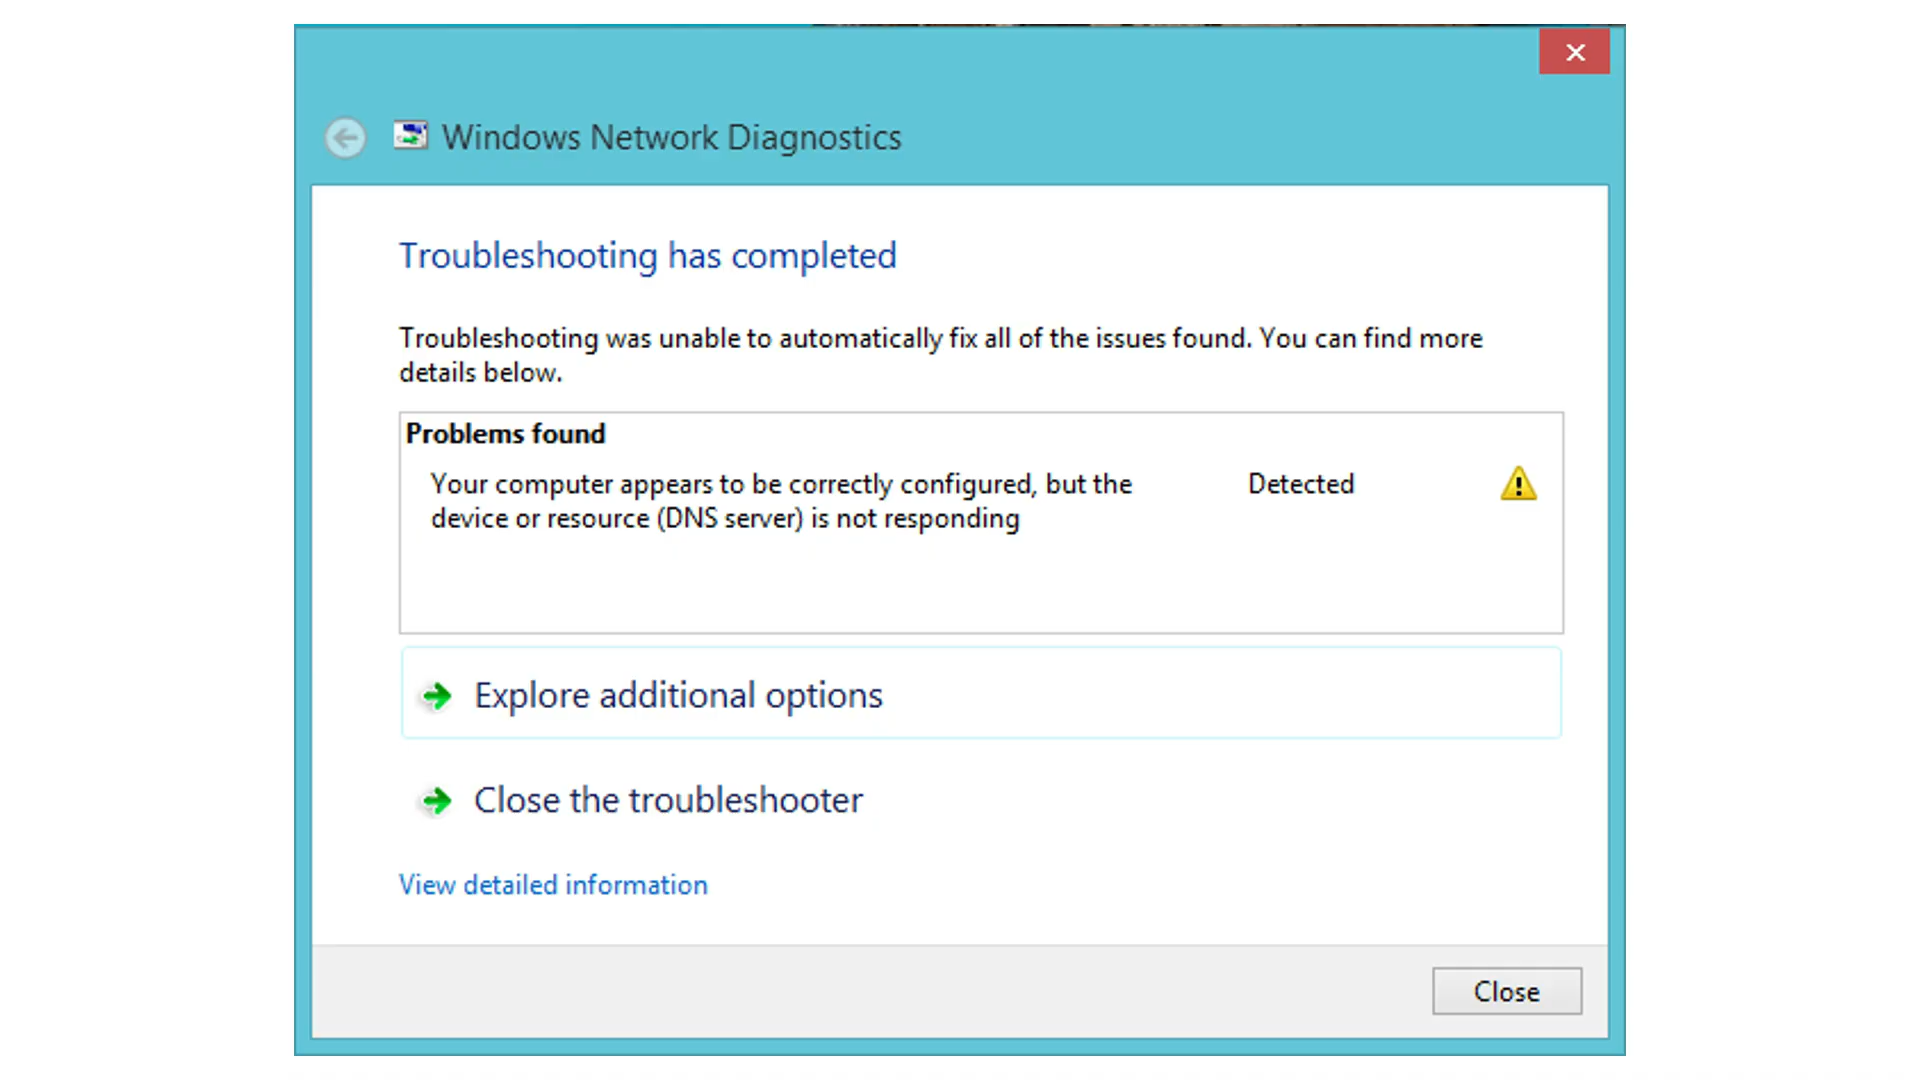 Windows Network Diagnostics
Troubleshooting has completed
Troubleshooting was unable to automatically fix all of the issues found. You can find more
details below.
Problems found
Your computer appears to be correctly configured, but the Detected
device or resource (DNS server) is not responding
Explore additional options
Close the troubleshooter
View detailed information
Close